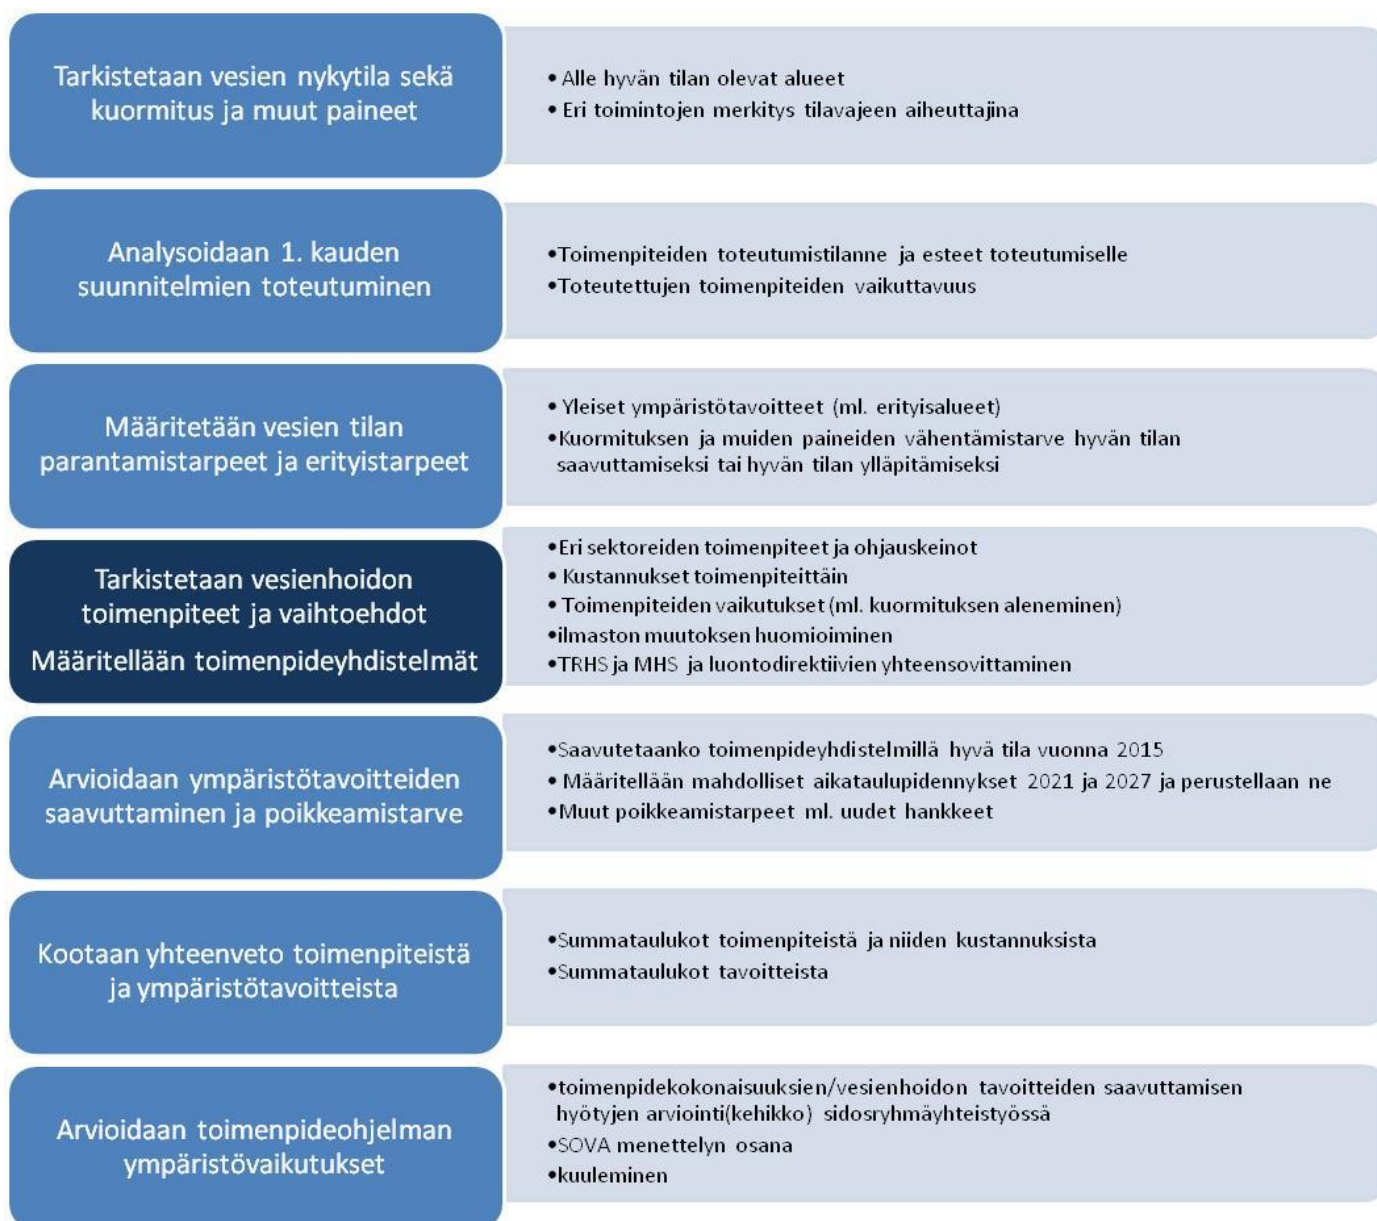 Tarkistetaan vesien nykytila sekä
kuormitus ja muut paineet
• Alle hyvän tilan olevat alueet
• Eri toimintojen merkitys tilavajeen aiheuttajina
Analysoidaan 1. kauden
suunnitelmien toteutuminen
•Toimenpiteiden toteutumistilanne ja esteet toteutumiselle
•Toteutettujen toimenpiteiden vaikuttavuus
Määritetään vesien tilan
parantamistarpeet ja erityistarpeet
• Yleiset ympäristötavoitteet (ml. erityisalueet)
•Kuormituksen ja muiden paineiden vähentämistarve hyvän tilan
saavuttamiseksi tai hyvän tilan ylläpitämiseksi
Tarkistetaan vesienhoidon
toimenpiteet ja vaihtoehdot
Määritellään toimenpideyhdistelmät
•Eri sektoreiden toimenpiteet ja ohjauskeinot
• Kustannukset toimenpiteittäin
• Toimenpiteiden vaikutukset (ml. kuormituksen aleneminen)
•ilmaston muutoksen huomioiminen
•TRHS ja MHS ja luontodirektiivien yhteensovittaminen
Arvioidaan ympäristötavoitteiden
saavuttaminen ja poikkeamistarve
•Saavutetaanko toimenpideyhdistelmillä hyvä tila vuonna 2015
• Määritellään mahdolliset aikataulupidennykset 2021 ja 2027 ja perustellaan ne
•Muut poikkeamistarpeet ml. uudet hankkeet
Kootaan yhteenveto toimenpiteistä
ja ympäristötavoitteista
•Summataulukot toimenpiteistä ja niiden kustannuksista
•Summataulukot tavoitteista
Arvioidaan toimenpideohjelman
ympäristövaikutukset
•toimenpidekokonaisuuksien/vesienhoidon tavoitteiden saavuttamisen
hyötyjen arviointi(kehikko) sidosryhmäyhteistyössä
•SOVA menettelyn osana
•kuuleminen